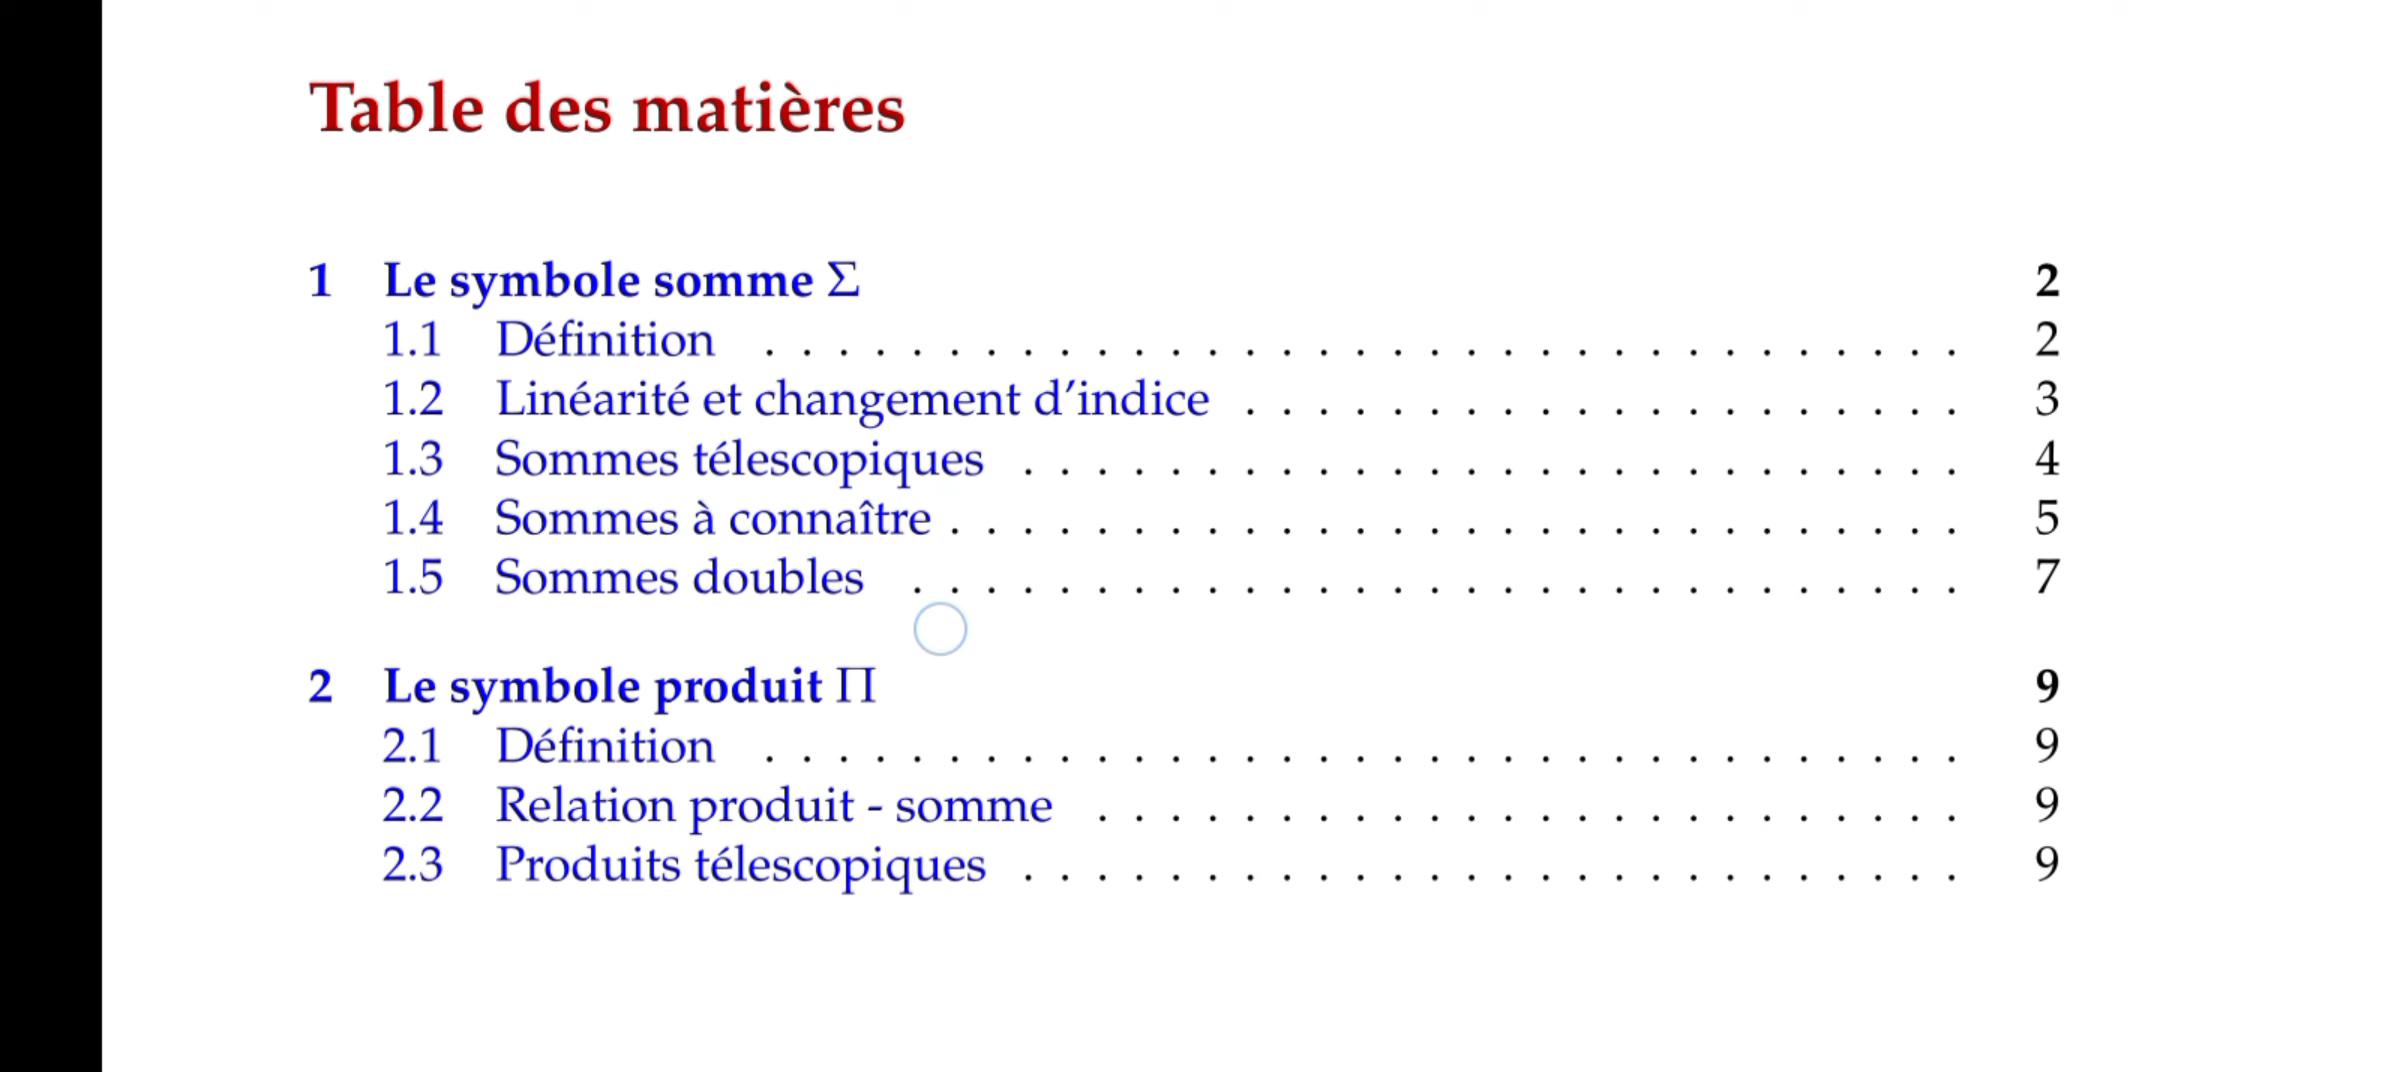 Table des matières
1 Le symbole somme Σ 2
1.1 Définition . . . . . . . . . . . . . . . . . . . . . . . . . . . . . . . . . 2
1.2 Linéarité et changement d'indice . . . . . . . . . . . . . . . . . . . . 3
1.3 Sommes télescopiques . . . . . . . . . . . . . . . . . . . . . . . . . . 4
1.4 Sommes à connaître . . . . . . . . . . . . . . . . . . . . . . . . . . . . 5
1.5 Sommes doubles . . . . . . . . . . . . . . . . . . . . . . . . . . . . . 7
2 Le symbole produit Π 9
2.1 Définition . . . . . . . . . . . . . . . . . . . . . . . . . . . . . . . . . 9
2.2 Relation produit - somme . . . . . . . . . . . . . . . . . . . . . . . . 9
2.3 Produits télescopiques . . . . . . . . . . . . . . . . . . . . . . . . . . 9